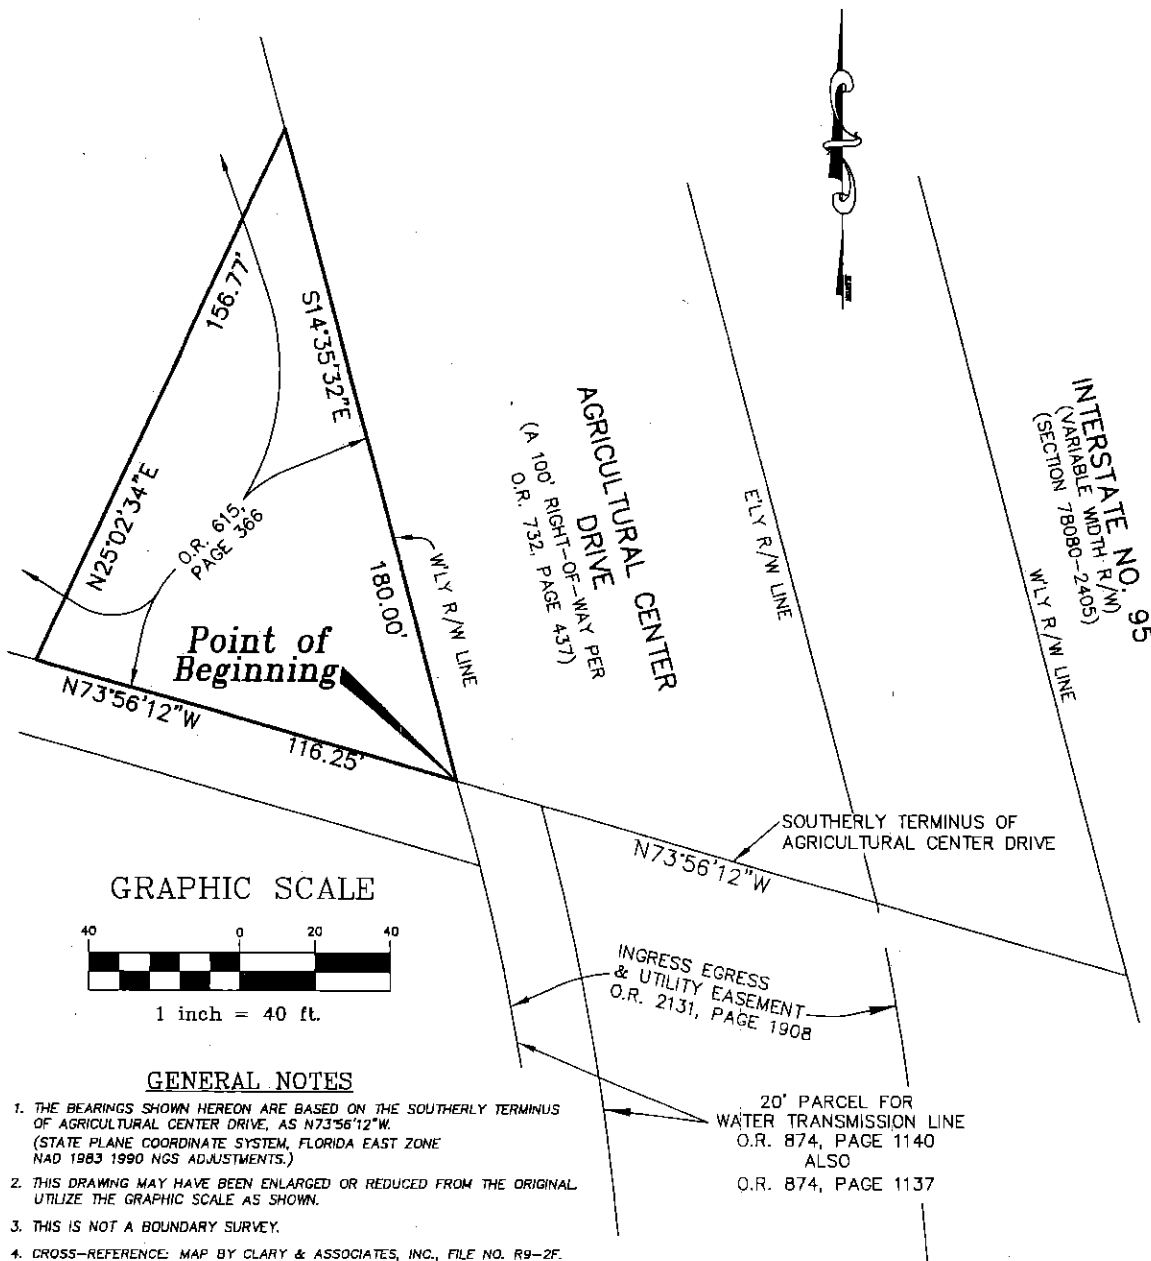 156.77'
S14°35'32"E
N25°02'34"E
O.R. 615,
PAGE 366
180.00'
W'LY R/W LINE
AGRICULTURAL CENTER
DRIVE
(A 100' RIGHT-OF-WAY PER
O.R. 732, PAGE 437)
E'LY R/W LINE
INTERSTATE NO. 95
(VARIABLE WIDTH R/W)
(SECTION 78080-2405)
W'LY R/W LINE
Point of
Beginning
N73°56'12"W
116.25'
SOUTHERLY TERMINUS OF
AGRICULTURAL CENTER DRIVE
N73°56'12"W
GRAPHIC SCALE
40 0 20 40
1 inch = 40 ft.
INGRESS EGRESS
& UTILITY EASEMENT
O.R. 2131, PAGE 1908
20' PARCEL FOR
WATER TRANSMISSION LINE
O.R. 874, PAGE 1140
ALSO
O.R. 874, PAGE 1137
GENERAL NOTES
1. THE BEARINGS SHOWN HEREON ARE BASED ON THE SOUTHERLY TERMINUS
OF AGRICULTURAL CENTER DRIVE, AS N73°56'12"W.
(STATE PLANE COORDINATE SYSTEM, FLORIDA EAST ZONE
NAD 1983 1990 NGS ADJUSTMENTS.)
2. THIS DRAWING MAY HAVE BEEN ENLARGED OR REDUCED FROM THE ORIGINAL.
UTILIZE THE GRAPHIC SCALE AS SHOWN.
3. THIS IS NOT A BOUNDARY SURVEY.
4. CROSS-REFERENCE: MAP BY CLARY & ASSOCIATES, INC., FILE NO. R9-2F.